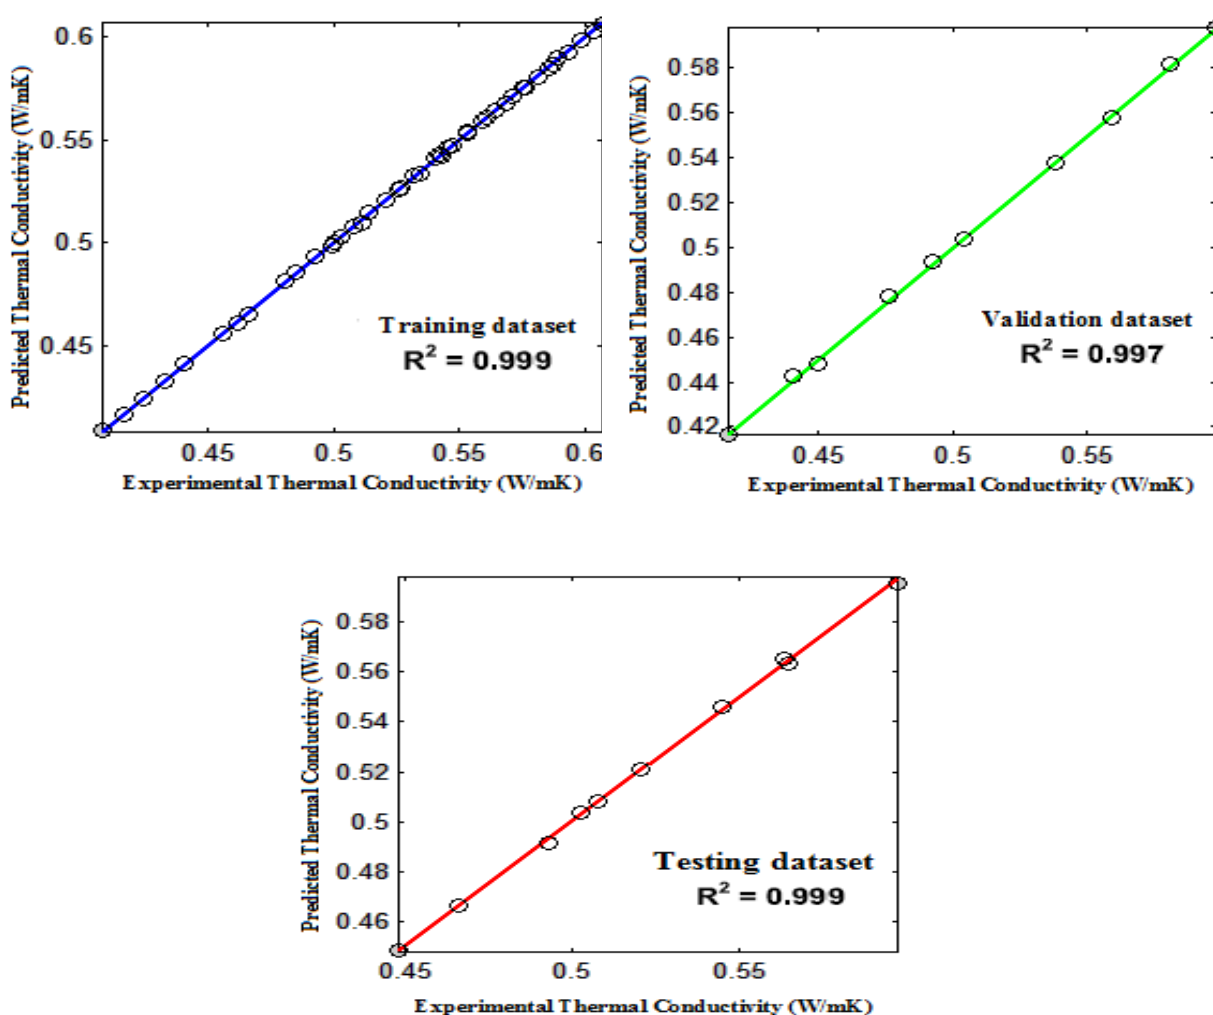 Predicted Thermal Conductivity (W/mK)
0.6
0.55
0.5
0.45
Training dataset
R² = 0.999
0.45 0.5 0.55 0.6
Experimental Thermal Conductivity (W/mK)
Predicted Thermal Conductivity (W/mK)
0.58
0.56
0.54
0.52
0.5
0.48
0.46
0.44
0.42
Validation dataset
R² = 0.997
0.45 0.5 0.55
Experimental Thermal Conductivity (W/mK)
Predicted Thermal Conductivity (W/mK)
0.58
0.56
0.54
0.52
0.5
0.48
0.46
Testing dataset
R² = 0.999
0.45 0.5 0.55
Experimental Thermal Conductivity (W/mK)